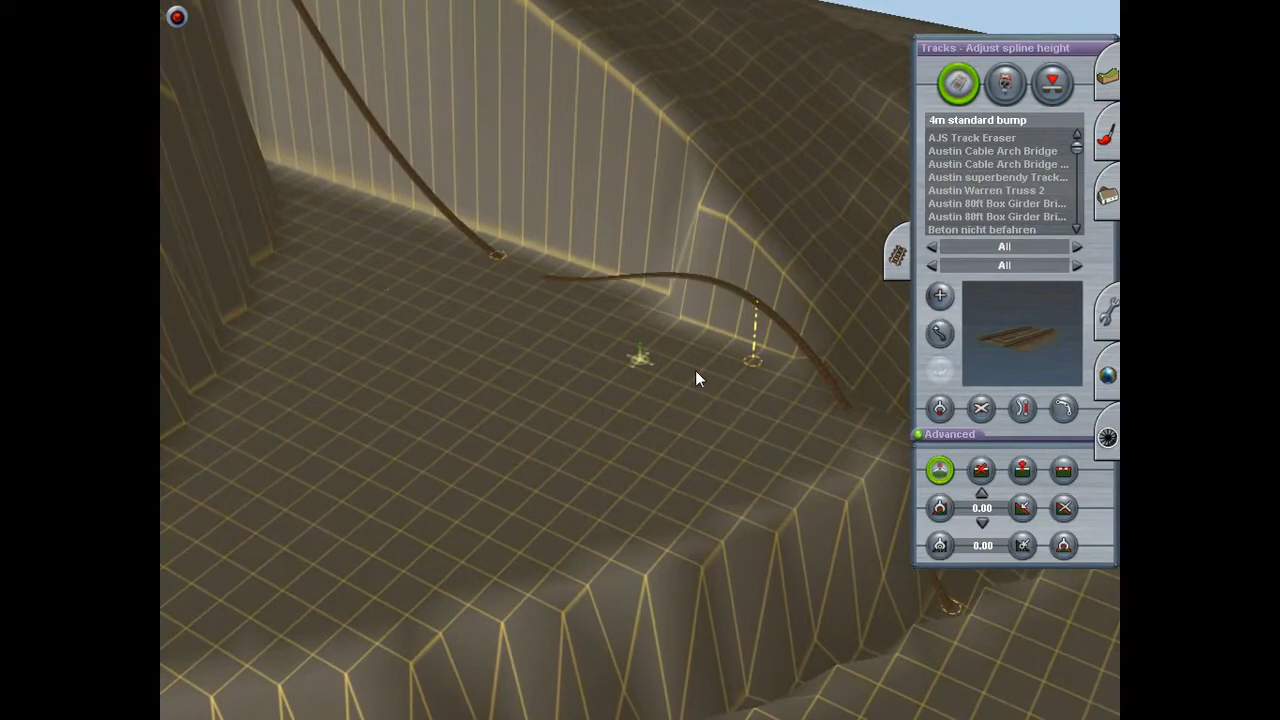 Tracks - Adjust spline height
4m standard bump
AJS Track Eraser
Austin Cable Arch Bridge
Austin Cable Arch Bridge ...
Austin superbendy Track...
Austin Warren Truss 2
Austin 80ft Box Girder Bri...
Austin 80ft Box Girder Bri...
Beton nicht befahren
All
All
Advanced
0.00
0.00